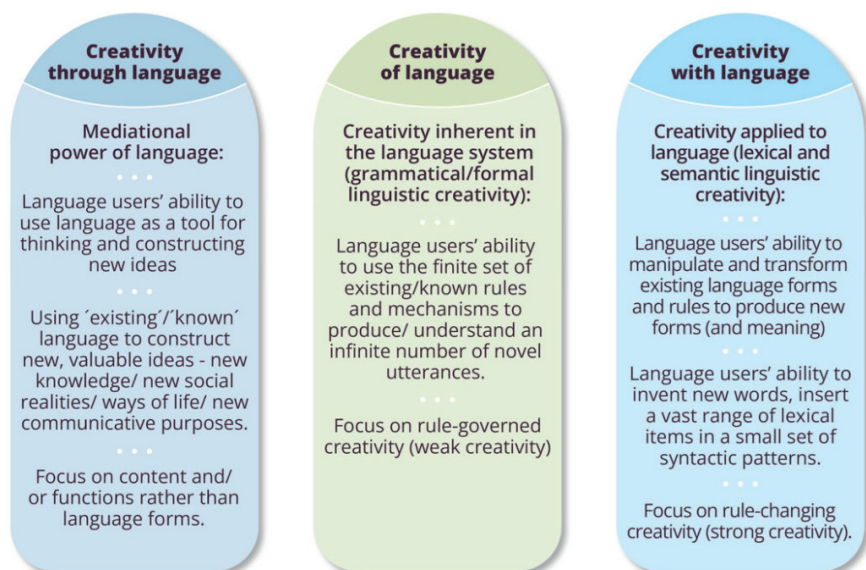 Creativity
through language
Mediational
power of language:
Language users’ ability to
use language as a tool for
thinking and constructing
new ideas
Using ´existing´/´known´
language to construct
new, valuable ideas - new
knowledge/ new social
realities/ ways of life/ new
communicative purposes.
Focus on content and/
or functions rather than
language forms.
Creativity
of language
Creativity inherent in
the language system
(grammatical/formal
linguistic creativity):
Language users’ ability
to use the finite set of
existing/known rules
and mechanisms to
produce/ understand an
infinite number of novel
utterances.
Focus on rule-governed
creativity (weak creativity)
Creativity
with language
Creativity applied to
language (lexical and
semantic linguistic
creativity):
Language users’ ability to
manipulate and transform
existing language forms
and rules to produce new
forms (and meaning)
Language users’ ability to
invent new words, insert
a vast range of lexical
items in a small set of
syntactic patterns.
Focus on rule-changing
creativity (strong creativity).